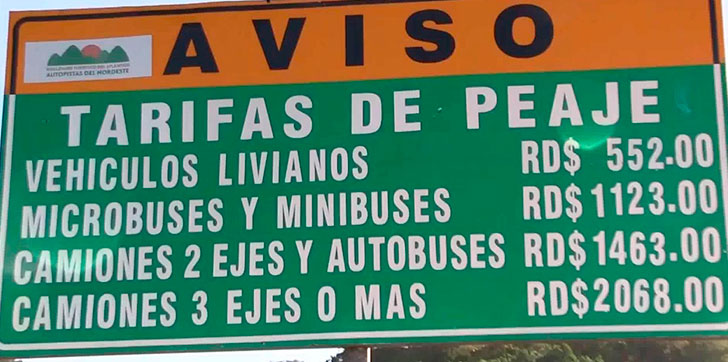 AVISO
AUTOPISTAS DEL NORDESTE
TARIFAS DE PEAJE
VEHICULOS LIVIANOS RD$ 552.00
MICROBUSES Y MINIBUSES RD$ 1123.00
CAMIONES 2 EJES Y AUTOBUSES RD$ 1463.00
CAMIONES 3 EJES O MAS RD$ 2068.00